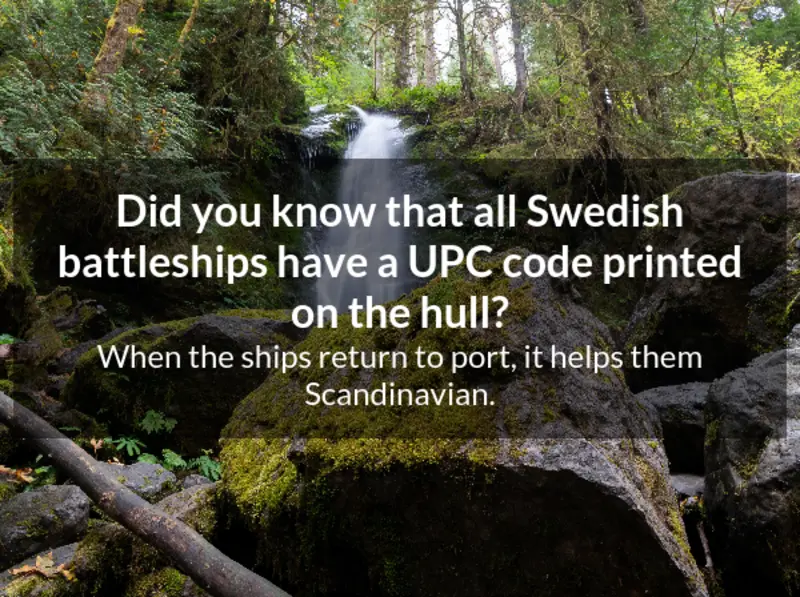 Did you know that all Swedish
battleships have a UPC code printed
on the hull?
When the ships return to port, it helps them
Scandinavian.